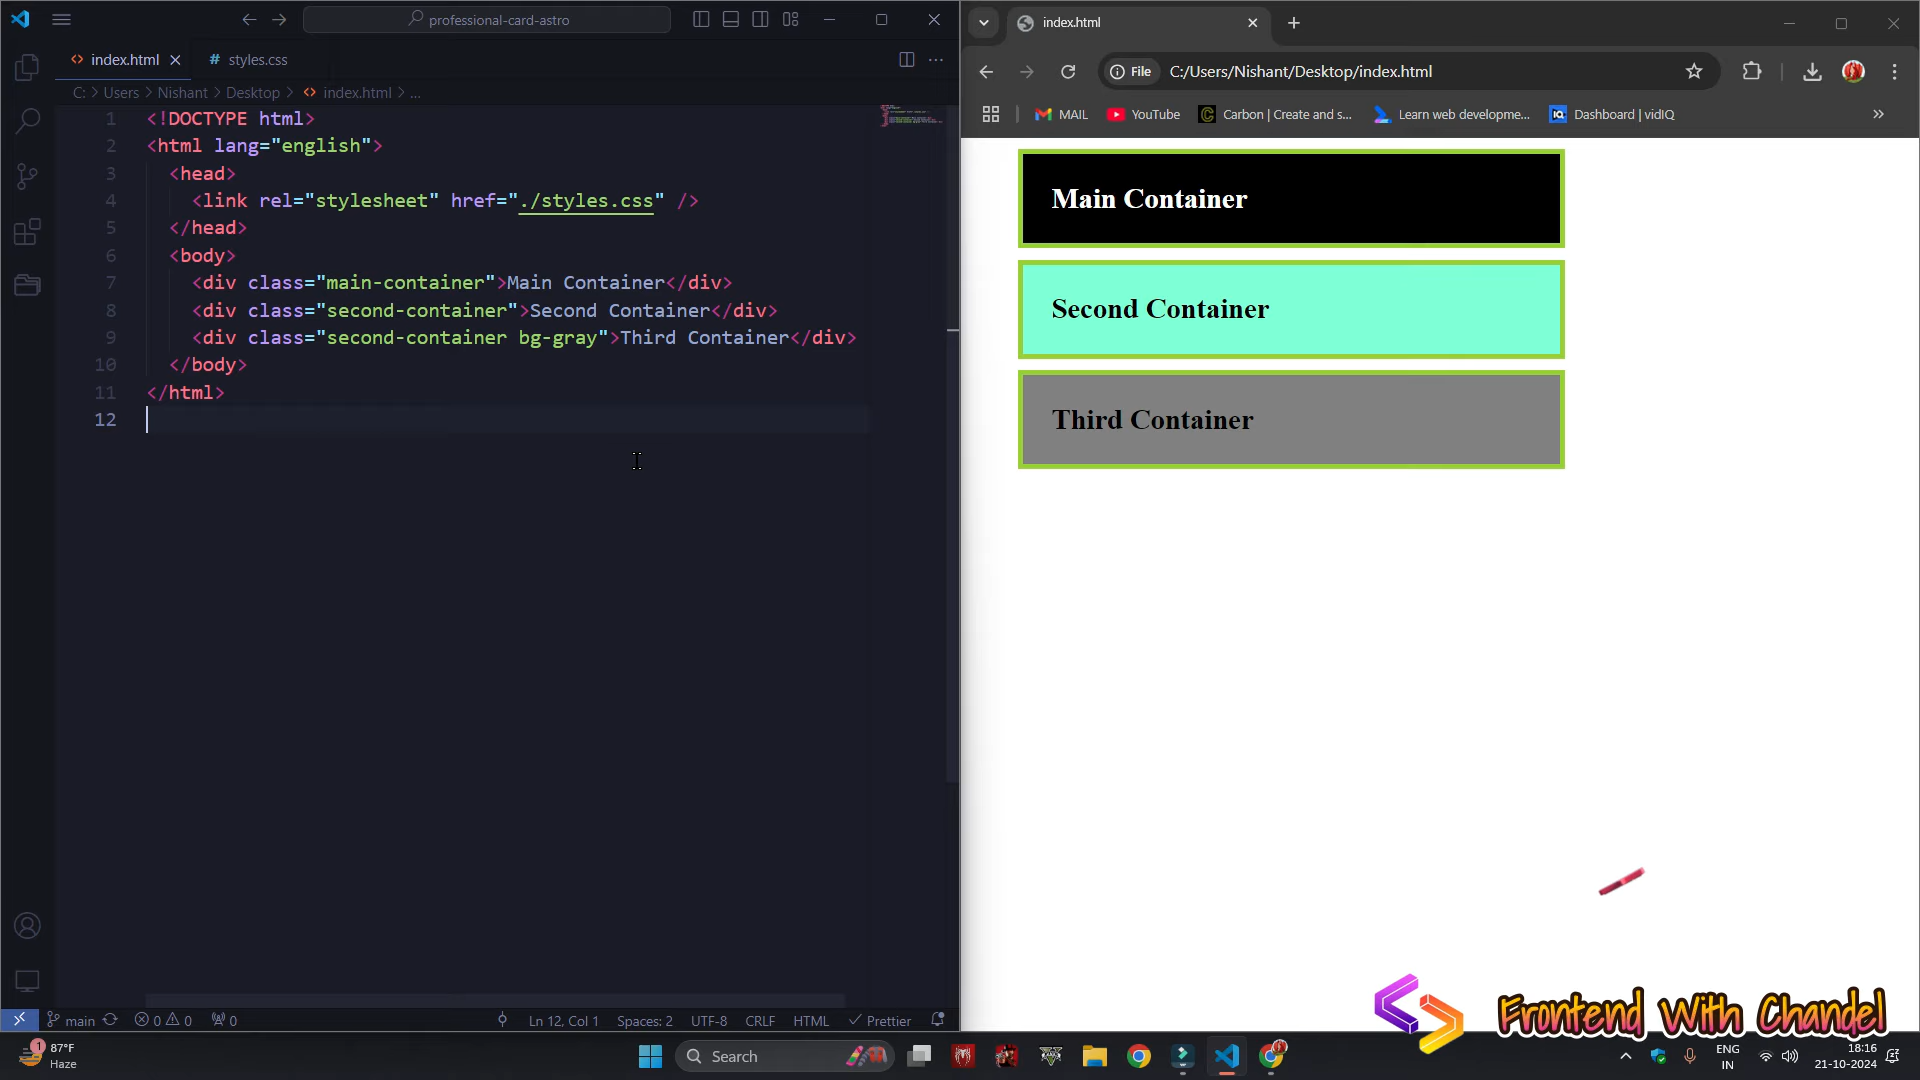 professional-card-astro
index.html
styles.css
C: > Users > Nishant > Desktop > index.html > ...
1 <!DOCTYPE html>
2 <html lang="english">
3 <head>
4 <link rel="stylesheet" href="./styles.css" />
5 </head>
6 <body>
7 <div class="main-container">Main Container</div>
8 <div class="second-container">Second Container</div>
9 <div class="second-container bg-gray">Third Container</div>
10 </body>
11 </html>
12
main
0 0
0
Ln 12, Col 1
Spaces: 2
UTF-8
CRLF
HTML
Prettier
index.html
File
C:/Users/Nishant/Desktop/index.html
MAIL
YouTube
Carbon | Create and s...
Learn web developme...
Dashboard | vidIQ
Main Container
Second Container
Third Container
Frontend With Chandel
1
87°F
Haze
Search
ENG
IN
18:16
21-10-2024